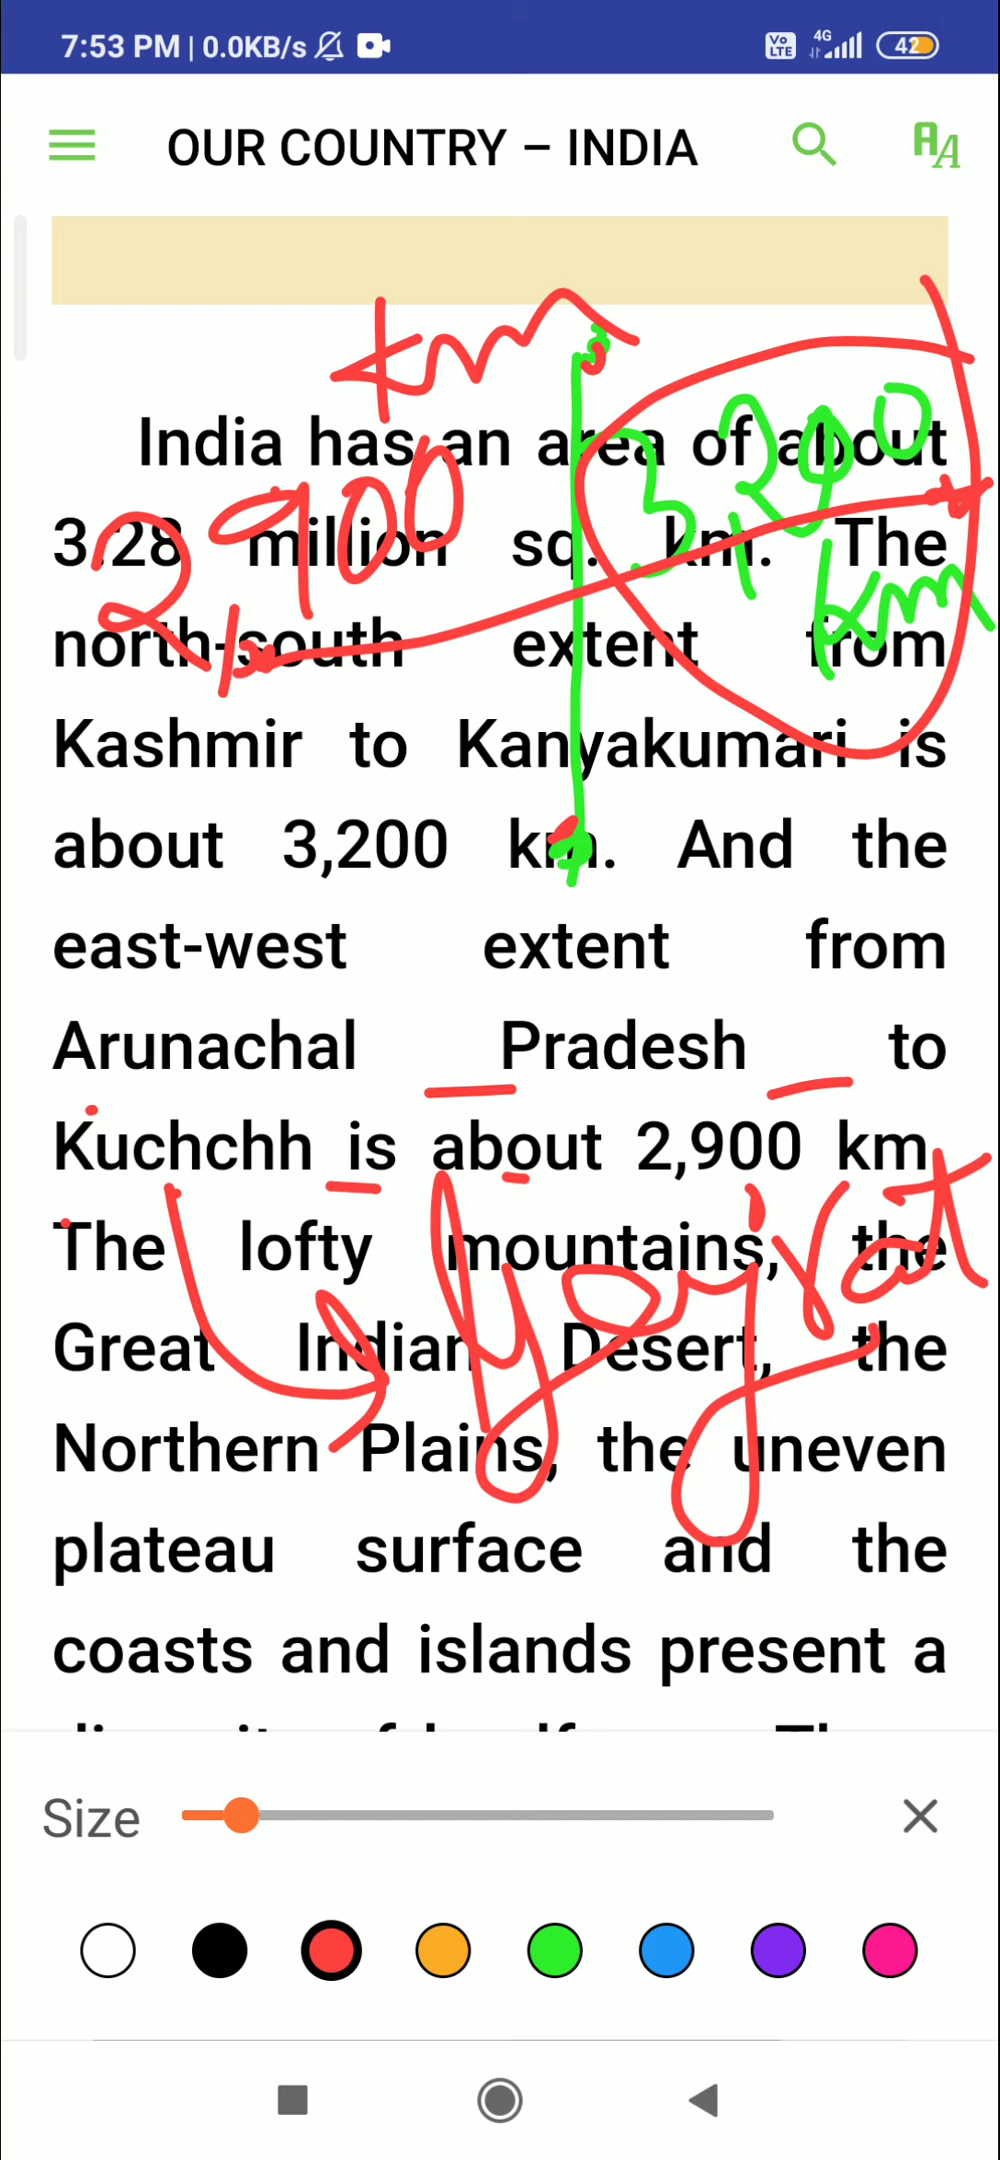 7:53 PM | 0.0KB/s Vo LTE 4G 42
OUR COUNTRY – INDIA AA
km
India has an area of about
3,200
2,900
3.28 million sq. km. The
km
north-south extent from
Kashmir to Kanyakumari is
about 3,200 km. And the
east-west extent from
Arunachal Pradesh to
Kuchchh is about 2,900 km.
Gujrat
The lofty mountains, the
Great Indian Desert, the
Northern Plains, the uneven
plateau surface and the
coasts and islands present a
Size